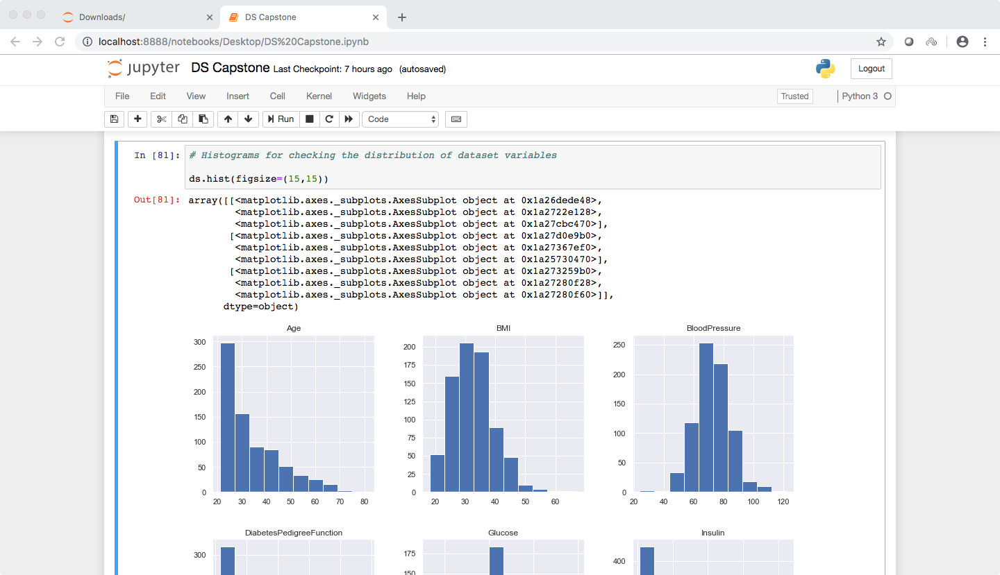 Downloads/
DS Capstone
localhost:8888/notebooks/Desktop/DS%20Capstone.ipynb
jupyter DS Capstone Last Checkpoint: 7 hours ago (autosaved)
Logout
File Edit View Insert Cell Kernel Widgets Help
Trusted
Python 3
Run
Code
In [81]:
# Histograms for checking the distribution of dataset variables
ds.hist(figsize=(15,15))
Out[81]:
array([[<matplotlib.axes._subplots.AxesSubplot object at 0x1a26dede48>,
<matplotlib.axes._subplots.AxesSubplot object at 0x1a2722e128>,
<matplotlib.axes._subplots.AxesSubplot object at 0x1a27cbc470>],
[<matplotlib.axes._subplots.AxesSubplot object at 0x1a27d0e9b0>,
<matplotlib.axes._subplots.AxesSubplot object at 0x1a27367ef0>,
<matplotlib.axes._subplots.AxesSubplot object at 0x1a25730470>],
[<matplotlib.axes._subplots.AxesSubplot object at 0x1a273259b0>,
<matplotlib.axes._subplots.AxesSubplot object at 0x1a27280f28>,
<matplotlib.axes._subplots.AxesSubplot object at 0x1a27280f60>]],
dtype=object)
Age
300
250
200
150
100
50
0
20 30 40 50 60 70 80
BMI
200
175
150
125
100
75
50
25
0
20 30 40 50 60
BloodPressure
250
200
150
100
50
0
20 40 60 80 100 120
DiabetesPedigreeFunction
300
Glucose
175
150
Insulin
400